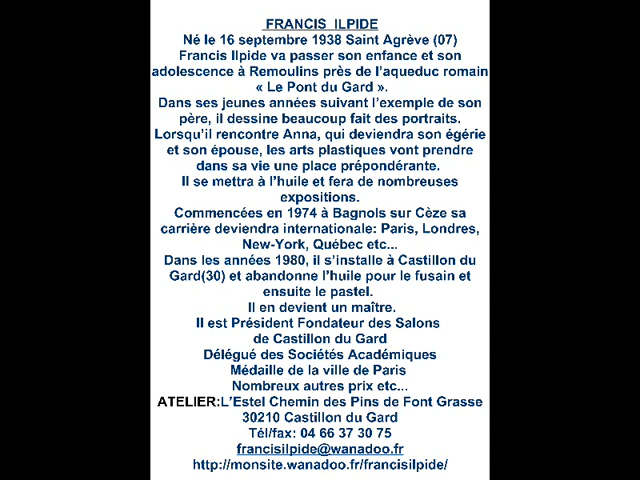 FRANCIS ILPIDE
Né le 16 septembre 1938 Saint Agrève (07)
Francis Ilpide va passer son enfance et son
adolescence à Remoulins près de l'aqueduc romain
« Le Pont du Gard ».
Dans ses jeunes années suivant l'exemple de son
père, il dessine beaucoup fait des portraits.
Lorsqu'il rencontre Anna, qui deviendra son égérie
et son épouse, les arts plastiques vont prendre
dans sa vie une place prépondérante.
Il se mettra à l'huile et fera de nombreuses
expositions.
Commencées en 1974 à Bagnols sur Cèze sa
carrière deviendra internationale: Paris, Londres,
New-York, Québec etc...
Dans les années 1980, il s'installe à Castillon du
Gard(30) et abandonne l'huile pour le fusain et
ensuite le pastel.
Il en devient un maître.
Il est Président Fondateur des Salons
de Castillon du Gard
Délégué des Sociétés Académiques
Médaille de la ville de Paris
Nombreux autres prix etc...
ATELIER:L'Estel Chemin des Pins de Font Grasse
30210 Castillon du Gard
Tél/fax: 04 66 37 30 75
francisilpide@wanadoo.fr
http://monsite.wanadoo.fr/francisilpide/